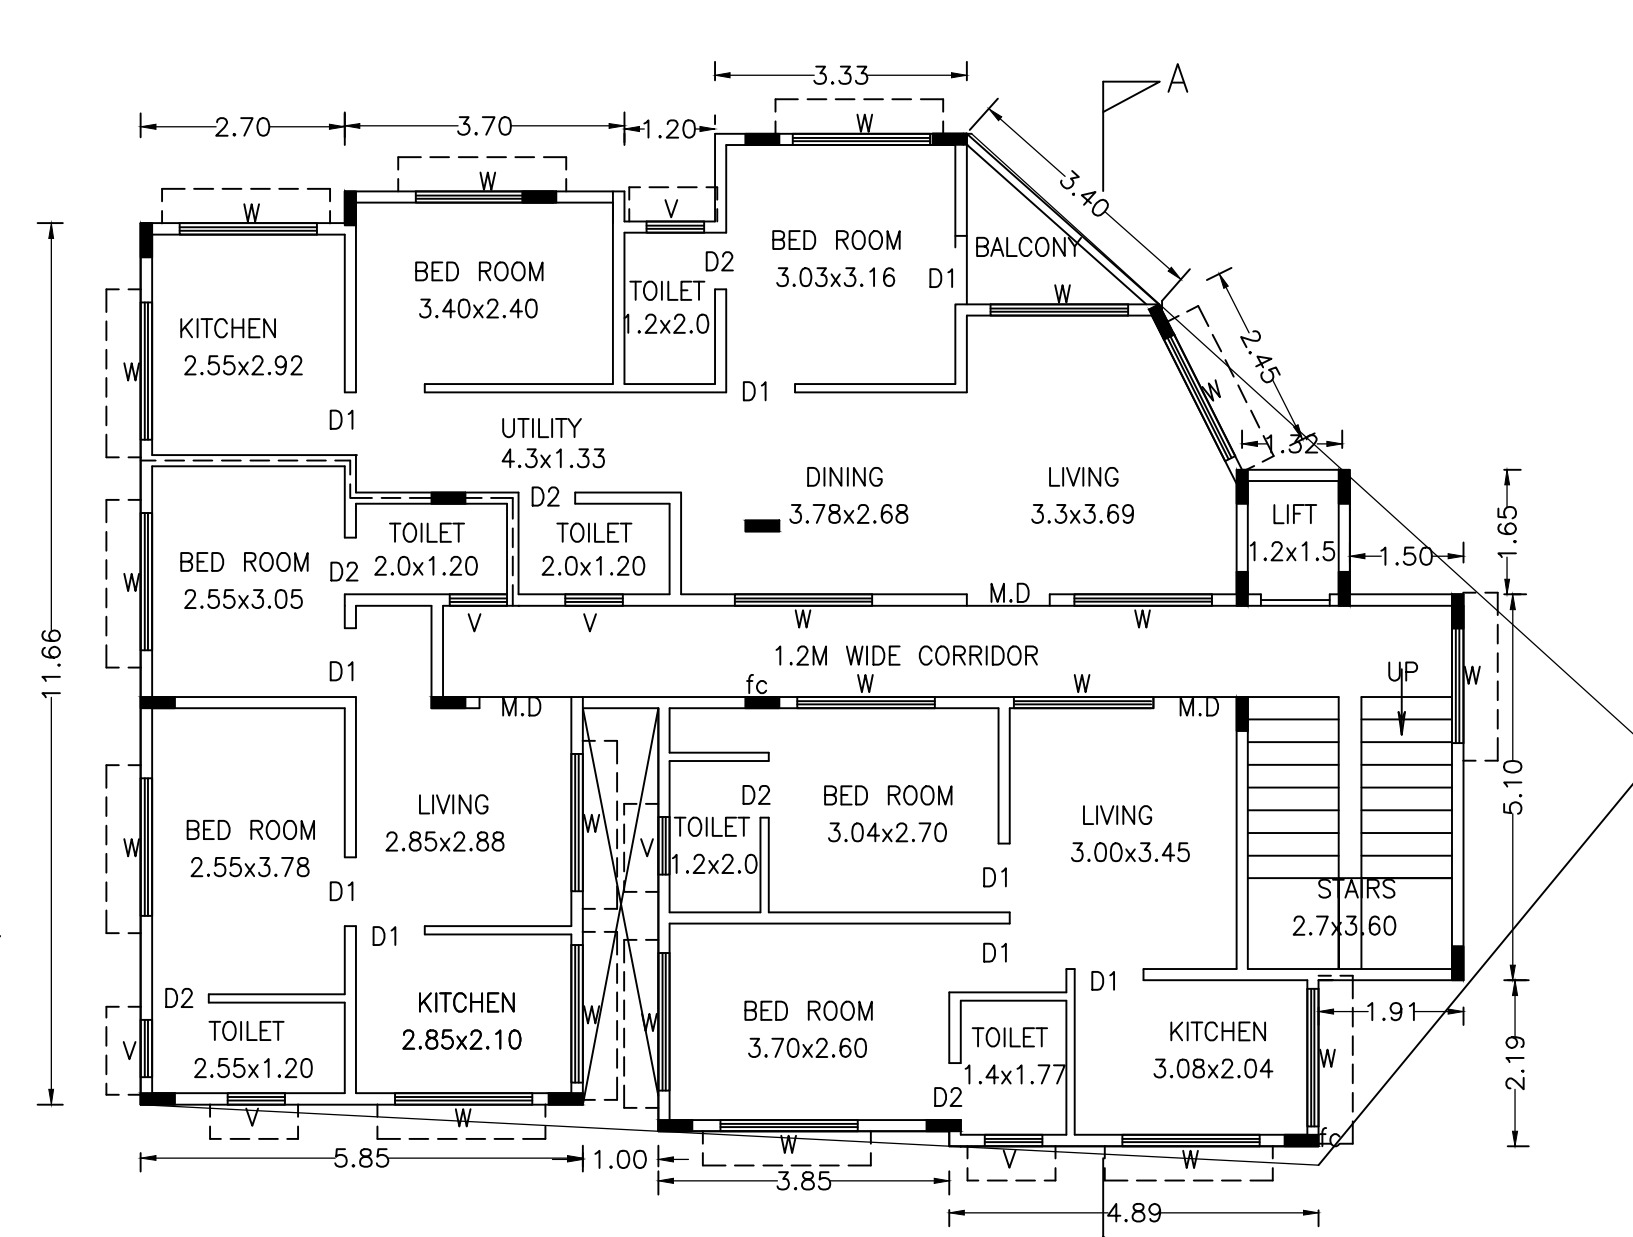 3.33
A
2.70
3.70
1.20
W
3.40
W
V
W
BED ROOM
3.03x3.16
D1
BALCONY
D2
BED ROOM
3.40x2.40
TOILET
1.2x2.0
W
KITCHEN
2.55x2.92
W
2.45
W
D1
D1
1.32
UTILITY
4.3x1.33
DINING
3.78x2.68
LIVING
3.3x3.69
D2
LIFT
1.2x1.5
1.65
1.50
TOILET
2.0x1.20
TOILET
2.0x1.20
BED ROOM
2.55x3.05
W
D2
M.D
V
V
W
W
11.66
1.2M WIDE CORRIDOR
D1
fc
W
W
UP
W
M.D
M.D
5.10
BED ROOM
3.04x2.70
D2
LIVING
2.85x2.88
W
V
TOILET
1.2x2.0
LIVING
3.00x3.45
BED ROOM
2.55x3.78
W
D1
D1
STAIRS
2.7x3.60
D1
D1
D1
D2
KITCHEN
2.85x2.10
W
W
BED ROOM
3.70x2.60
TOILET
1.4x1.77
KITCHEN
3.08x2.04
W
1.91
2.19
TOILET
2.55x1.20
V
D2
V
W
W
V
W
fc
5.85
1.00
3.85
4.89